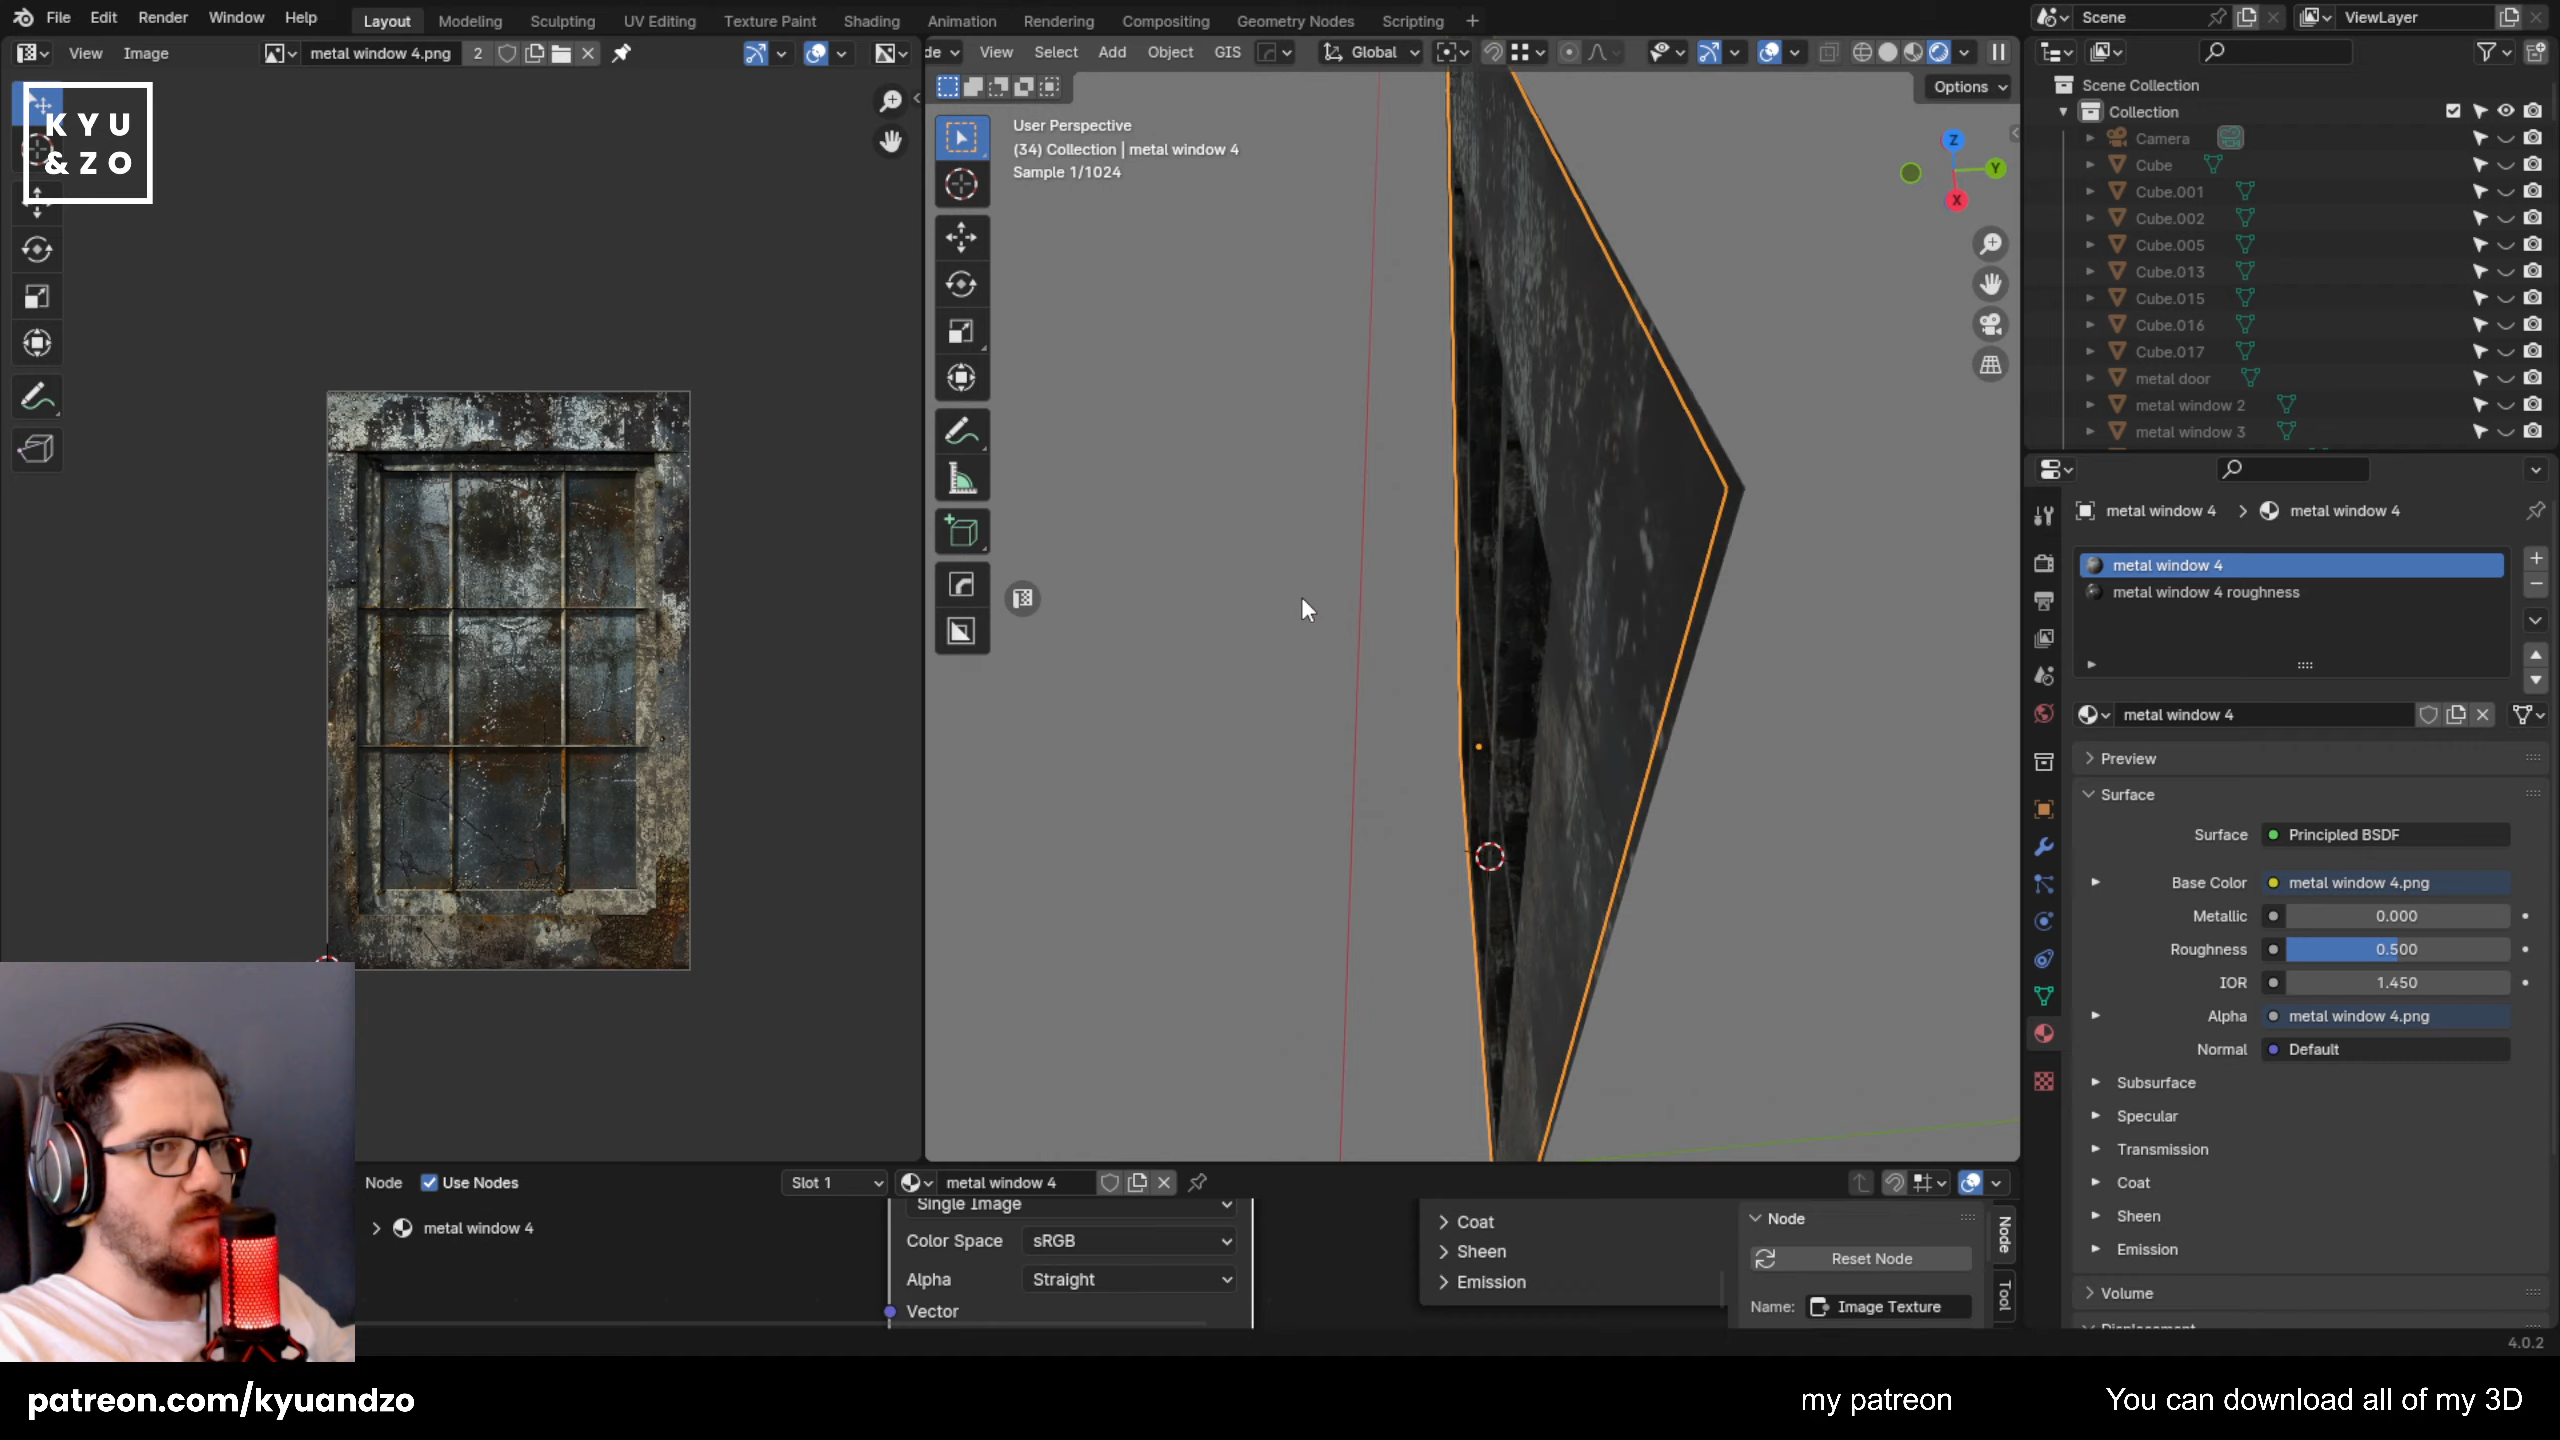 File Edit Render Window Help Layout Modeling Sculpting UV Editing Texture Paint Shading Animation Rendering Compositing Geometry Nodes Scripting Scene ViewLayer
View Image metal window 4.png 2
View Select Add Object GIS Global
Options
KYU
&ZO
User Perspective
(34) Collection | metal window 4
Sample 1/1024
Z
Y
X
Scene Collection
Collection
Camera
Cube
Cube.001
Cube.002
Cube.005
Cube.013
Cube.015
Cube.016
Cube.017
metal door
metal window 2
metal window 3
metal window 4 > metal window 4
metal window 4
metal window 4 roughness
metal window 4
Preview
Surface
Surface Principled BSDF
Base Color metal window 4.png
Metallic 0.000
Roughness 0.500
IOR 1.450
Alpha metal window 4.png
Normal Default
Subsurface
Specular
Transmission
Coat
Sheen
Emission
Volume
Node Use Nodes Slot 1 metal window 4
metal window 4
Single Image
Color Space sRGB
Alpha Straight
Vector
Coat
Sheen
Emission
Node
Reset Node
Name: Image Texture
Node
Tool
4.0.2
patreon.com/kyuandzo
my patreon You can download all of my 3D